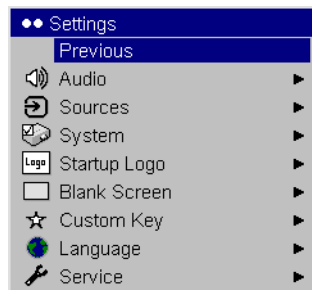 Settings
Previous
Audio
Sources
System
Logo Startup Logo
Blank Screen
Custom Key
Language
Service